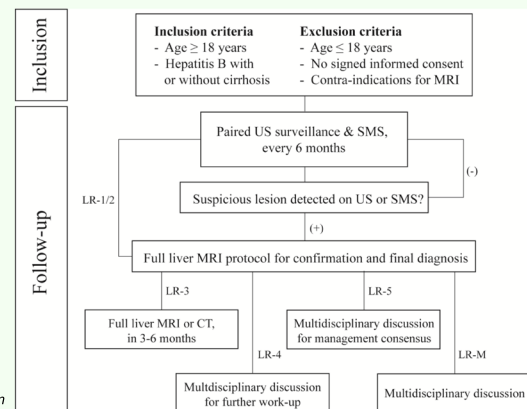 Inclusion
Inclusion criteria
- Age ≥ 18 years
- Hepatitis B with
or without cirrhosis
Exclusion criteria
- Age ≤ 18 years
- No signed informed consent
- Contra-indications for MRI
Follow-up
Paired US surveillance & SMS,
every 6 months
(-)
LR-1/2
Suspicious lesion detected on US or SMS?
(+)
Full liver MRI protocol for confirmation and final diagnosis
LR-3
LR-5
Full liver MRI or CT,
in 3-6 months
Multidisciplinary discussion
for management consensus
LR-4
LR-M
Multdisciplinary discussion
for further work-up
Multidisciplinary discussion